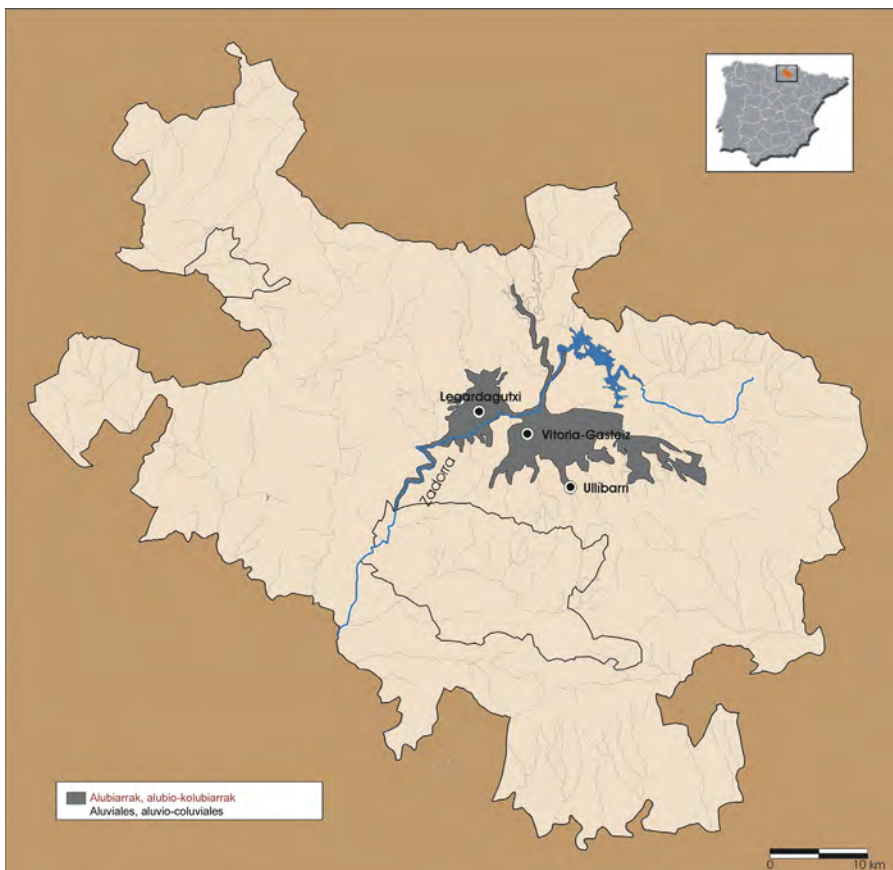 Legardagutxi
Vitoria-Gasteiz
Zadorra
Ullibarri
Alubiarrak, alubio-kolubiarrak
Aluviales, aluvio-coluviales
0 10 km